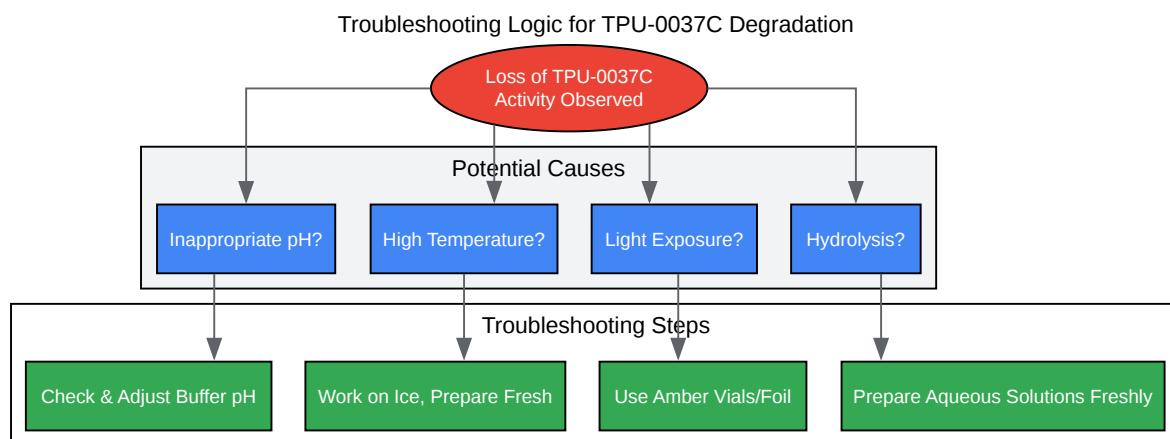 Troubleshooting Logic for TPU-0037C Degradation
Loss of TPU-0037C
Activity Observed
Potential Causes
Inappropriate pH?
High Temperature?
Light Exposure?
Hydrolysis?
Troubleshooting Steps
Check & Adjust Buffer pH
Work on Ice, Prepare Fresh
Use Amber Vials/Foil
Prepare Aqueous Solutions Freshly